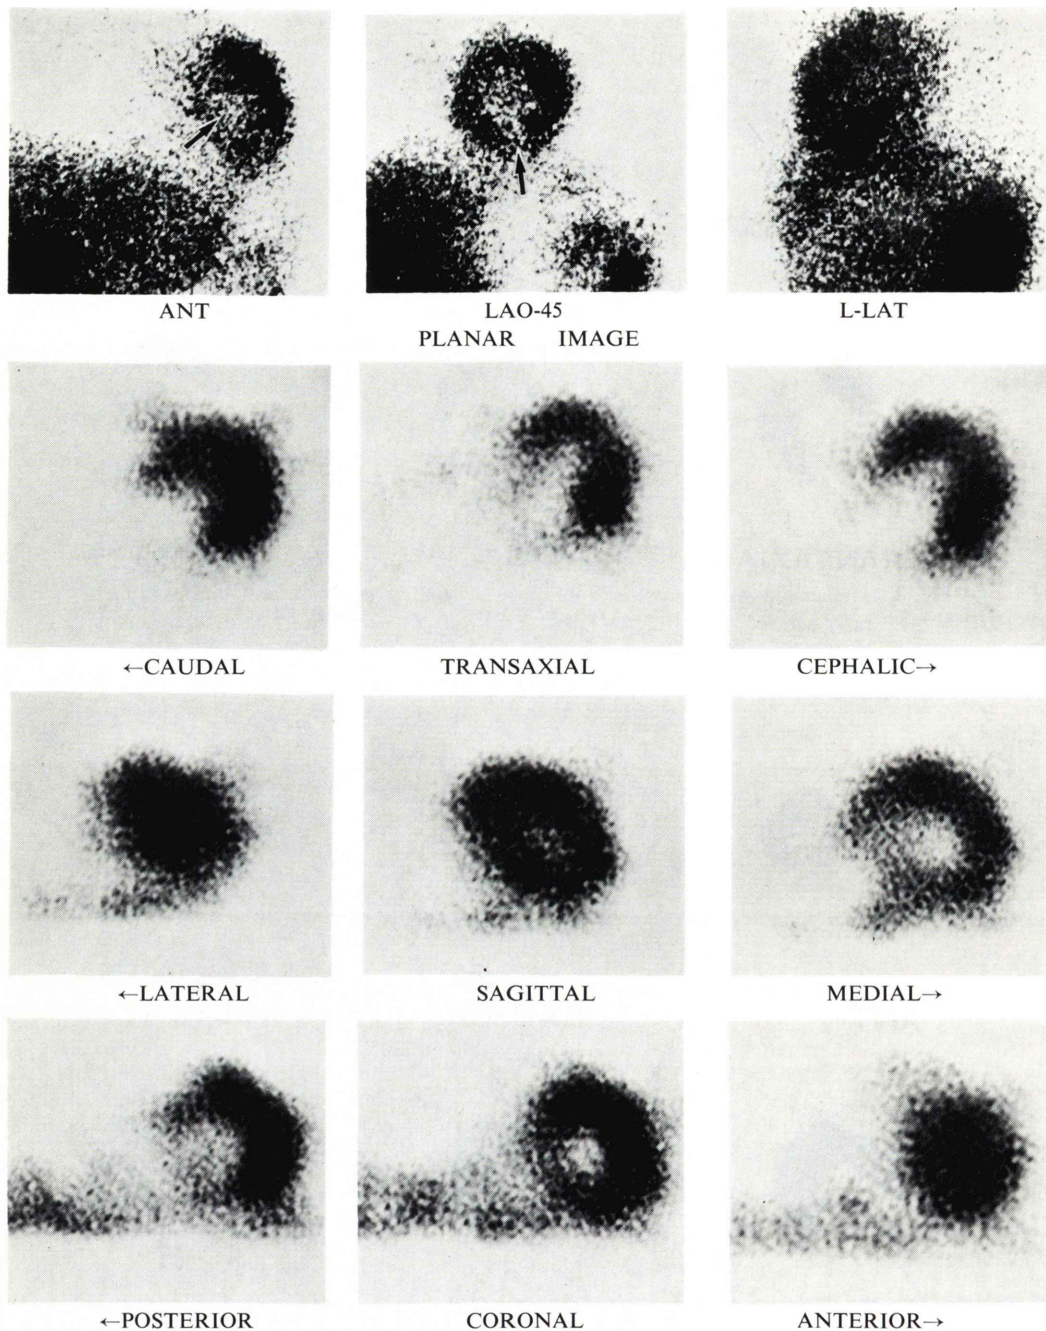 ANT LAO-45 L-LAT
PLANAR IMAGE
←CAUDAL TRANSAXIAL CEPHALIC→
←LATERAL SAGITTAL MEDIAL→
←POSTERIOR CORONAL ANTERIOR→